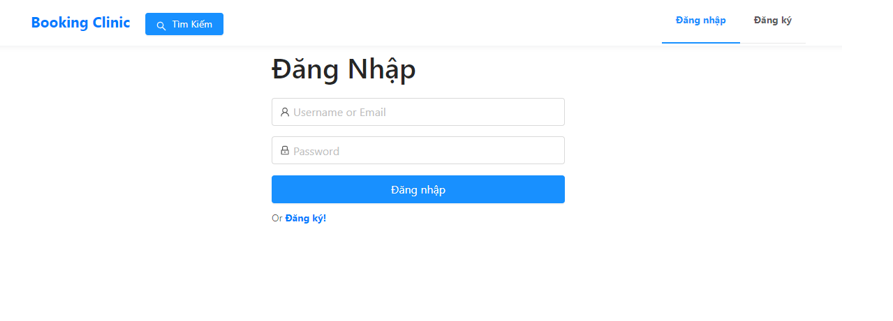 Booking Clinic
Tìm Kiếm
Đăng nhập
Đăng ký
Đăng Nhập
Username or Email
Password
Đăng nhập
Or Đăng ký!